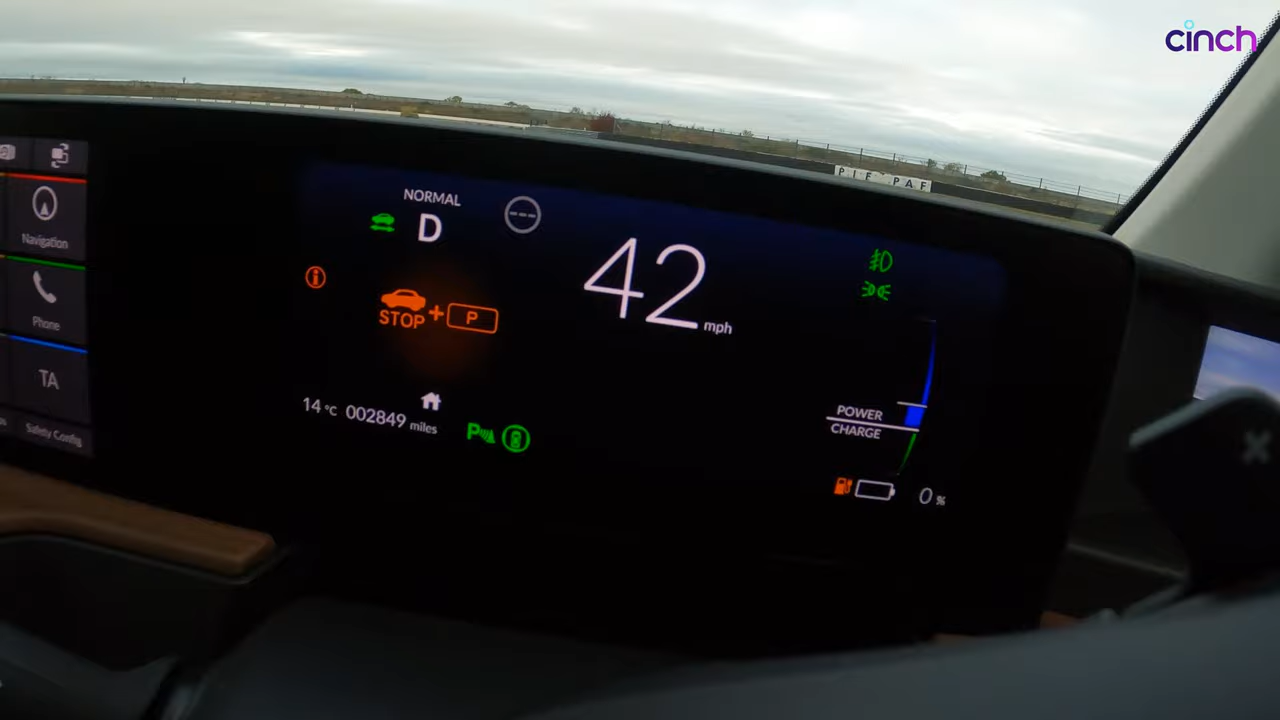 cinch
PIF PAF
NORMAL
D
Navigation
42 mph
STOP + P
Phone
TA
14 °C 002849 miles
POWER
CHARGE
Safety Config
P
0 %